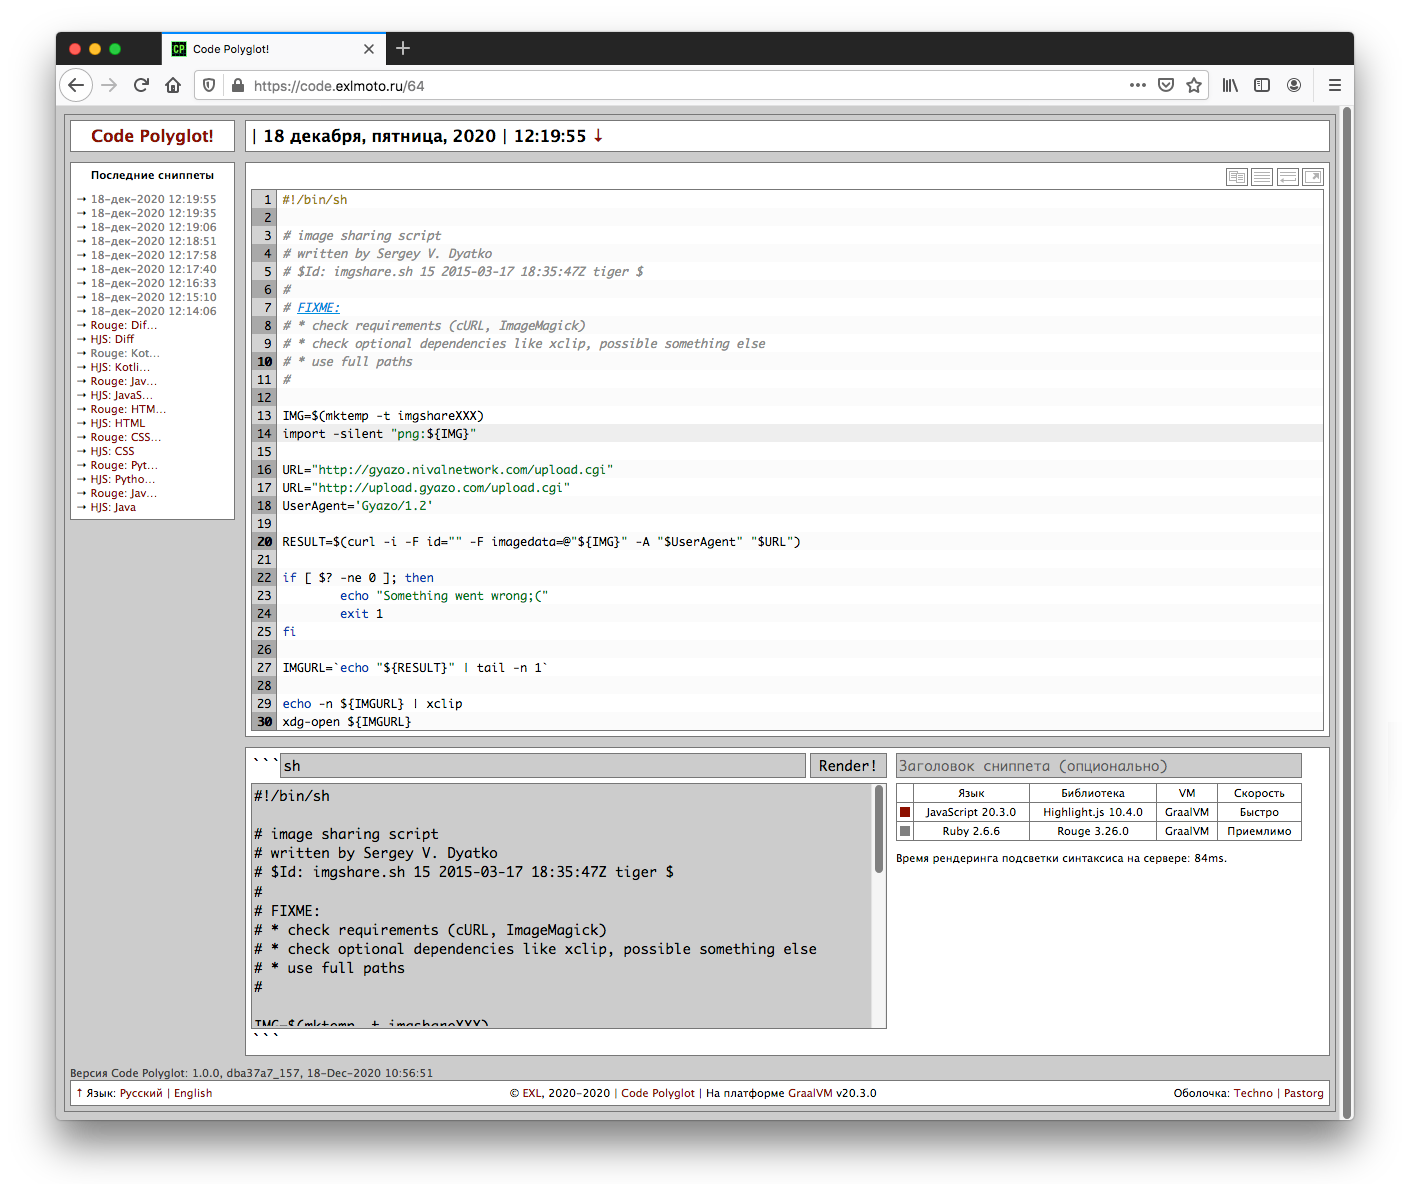 Code Polyglot!
https://code.exlmoto.ru/64
Code Polyglot!
| 18 декабря, пятница, 2020 | 12:19:55 ↓
Последние сниппеты
→ 18-дек-2020 12:19:55
→ 18-дек-2020 12:19:35
→ 18-дек-2020 12:19:06
→ 18-дек-2020 12:18:51
→ 18-дек-2020 12:17:58
→ 18-дек-2020 12:17:40
→ 18-дек-2020 12:16:33
→ 18-дек-2020 12:15:10
→ 18-дек-2020 12:14:06
→ Rouge: Dif...
→ HJS: Diff
→ Rouge: Kot...
→ HJS: Kotli...
→ Rouge: Jav...
→ HJS: JavaS...
→ Rouge: HTM...
→ HJS: HTML
→ Rouge: CSS...
→ HJS: CSS
→ Rouge: Pyt...
→ HJS: Pytho...
→ Rouge: Jav...
→ HJS: Java
1 #!/bin/sh
2
3 # image sharing script
4 # written by Sergey V. Dyatko
5 # $Id: imgshare.sh 15 2015-03-17 18:35:47Z tiger $
6 #
7 # FIXME:
8 # * check requirements (cURL, ImageMagick)
9 # * check optional dependencies like xclip, possible something else
10 # * use full paths
11 #
12
13 IMG=$(mktemp -t imgshareXXX)
14 import -silent "png:${IMG}"
15
16 URL="http://gyazo.nivalnetwork.com/upload.cgi"
17 URL="http://upload.gyazo.com/upload.cgi"
18 UserAgent='Gyazo/1.2'
19
20 RESULT=$(curl -i -F id="" -F imagedata=@"${IMG}" -A "$UserAgent" "$URL")
21
22 if [ $? -ne 0 ]; then
23 echo "Something went wrong;("
24 exit 1
25 fi
26
27 IMGURL=`echo "${RESULT}" | tail -n 1`
28
29 echo -n ${IMGURL} | xclip
30 xdg-open ${IMGURL}
```sh
Render!
#!/bin/sh
# image sharing script
# written by Sergey V. Dyatko
# $Id: imgshare.sh 15 2015-03-17 18:35:47Z tiger $
#
# FIXME:
# * check requirements (cURL, ImageMagick)
# * check optional dependencies like xclip, possible something else
# * use full paths
#
IMG=$(mktemp -t imgshareXXX)
```
Заголовок сниппета (опционально)
Язык Библиотека VM Скорость
JavaScript 20.3.0 Highlight.js 10.4.0 GraalVM Быстро
Ruby 2.6.6 Rouge 3.26.0 GraalVM Приемлимо
Время рендеринга подсветки синтаксиса на сервере: 84ms.
Версия Code Polyglot: 1.0.0, dba37a7_157, 18-Dec-2020 10:56:51
↑ Язык: Русский | English
© EXL, 2020-2020 | Code Polyglot | На платформе GraalVM v20.3.0
Оболочка: Techno | Pastorg